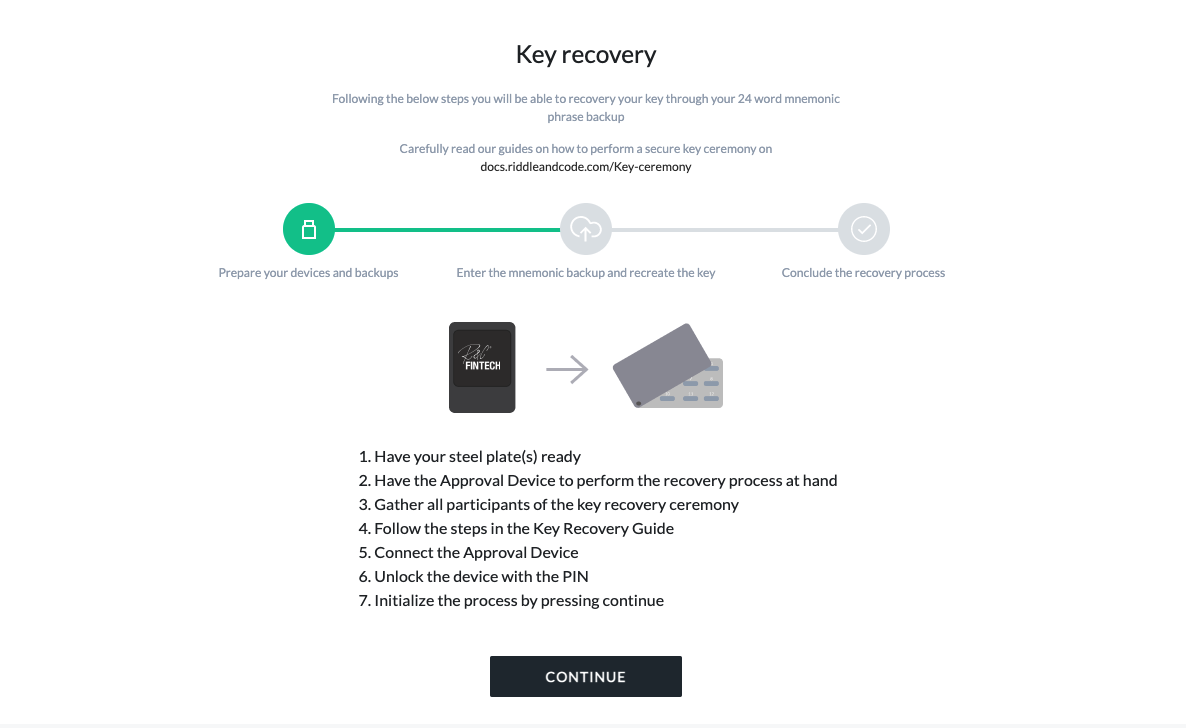 Key recovery
Following the below steps you will be able to recovery your key through your 24 word mnemonic
phrase backup
Carefully read our guides on how to perform a secure key ceremony on
docs.riddleandcode.com/Key-ceremony
Prepare your devices and backups
Enter the mnemonic backup and recreate the key
Conclude the recovery process
FINTECH
1. Have your steel plate(s) ready
2. Have the Approval Device to perform the recovery process at hand
3. Gather all participants of the key recovery ceremony
4. Follow the steps in the Key Recovery Guide
5. Connect the Approval Device
6. Unlock the device with the PIN
7. Initialize the process by pressing continue
CONTINUE